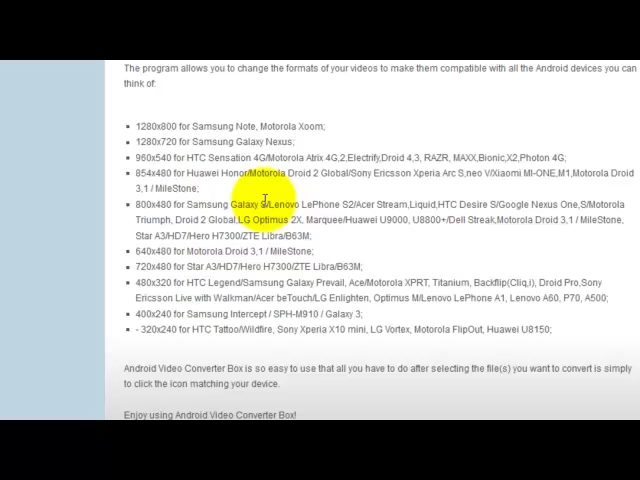 The program allows you to change the formats of your videos to make them compatible with all the Android devices you can
think of:
1280x800 for Samsung Note, Motorola Xoom;
1280x720 for Samsung Galaxy Nexus;
960x540 for HTC Sensation 4G/Motorola Atrix 4G,2,Electrify,Droid 4,3, RAZR, MAXX,Bionic,X2,Photon 4G;
854x480 for Huawei Honor/Motorola Droid 2 Global/Sony Ericsson Xperia Arc S,neo V/Xiaomi MI-ONE,M1,Motorola Droid
3,1 / MileStone;
800x480 for Samsung Galaxy S/Lenovo LePhone S2/Acer Stream,Liquid,HTC Desire S/Google Nexus One,S/Motorola
Triumph, Droid 2 Global,LG Optimus 2X, Marquee/Huawei U9000, U8800+/Dell Streak,Motorola Droid 3,1 / MileStone,
Star A3/HD7/Hero H7300/ZTE Libra/B63M;
640x480 for Motorola Droid 3,1 / MileStone;
720x480 for Star A3/HD7/Hero H7300/ZTE Libra/B63M;
480x320 for HTC Legend/Samsung Galaxy Prevail, Ace/Motorola XPRT, Titanium, Backflip(Cliq,i), Droid Pro,Sony
Ericsson Live with Walkman/Acer beTouch/LG Enlighten, Optimus M/Lenovo LePhone A1, Lenovo A60, P70, A500;
400x240 for Samsung Intercept / SPH-M910 / Galaxy 3;
- 320x240 for HTC Tattoo/Wildfire, Sony Xperia X10 mini, LG Vortex, Motorola FlipOut, Huawei U8150;
Android Video Converter Box is so easy to use that all you have to do after selecting the file(s) you want to convert is simply
to click the icon matching your device.
Enjoy using Android Video Converter Box!